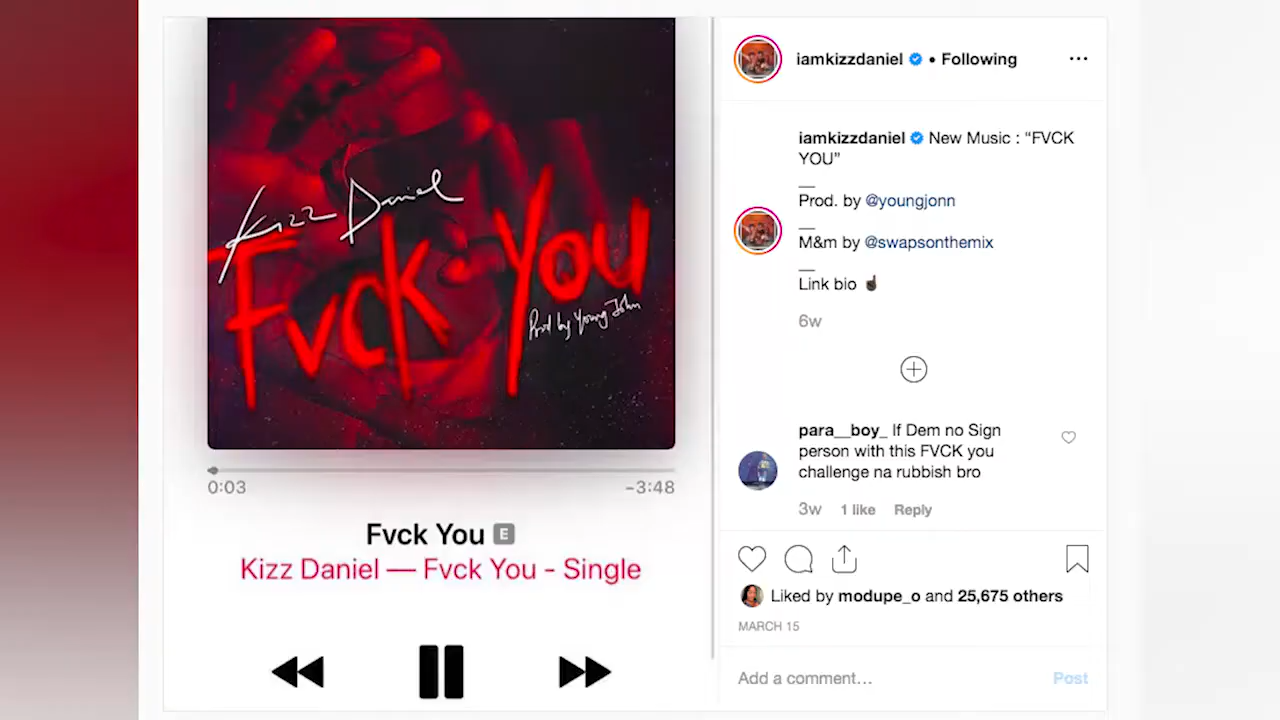 Kizz Daniel
Fvck You
Prod by Young John
0:03
-3:48
Fvck You E
Kizz Daniel — Fvck You - Single
iamkizzdaniel • Following
iamkizzdaniel New Music : “FVCK
YOU”
__
Prod. by @youngjonn
__
M&m by @swapsonthemix
__
Link bio ☝🏿
6w
para__boy_ If Dem no Sign
person with this FVCK you
challenge na rubbish bro
3w 1 like Reply
Liked by modupe_o and 25,675 others
MARCH 15
Add a comment... Post